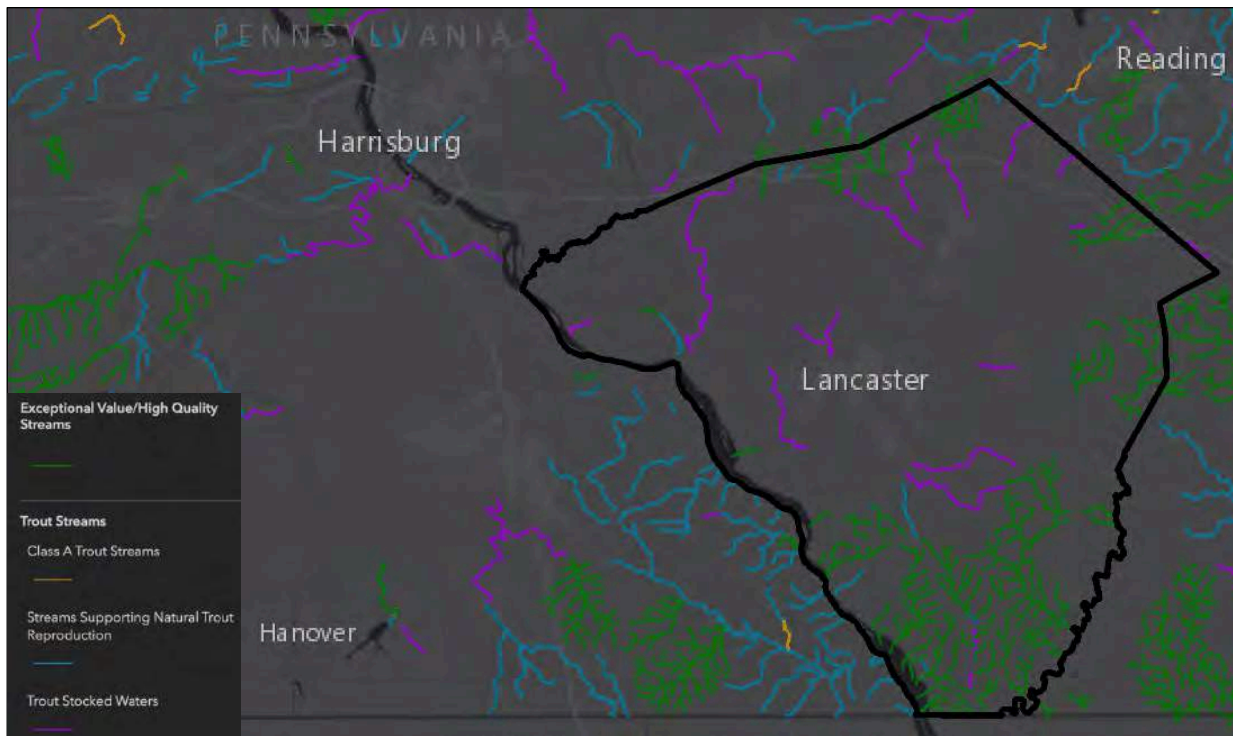 PENNSYLVANIA
Reading
Harrisburg
Lancaster
Hanover
Exceptional Value/High Quality
Streams
Trout Streams
Class A Trout Streams
Streams Supporting Natural Trout
Reproduction
Trout Stocked Waters